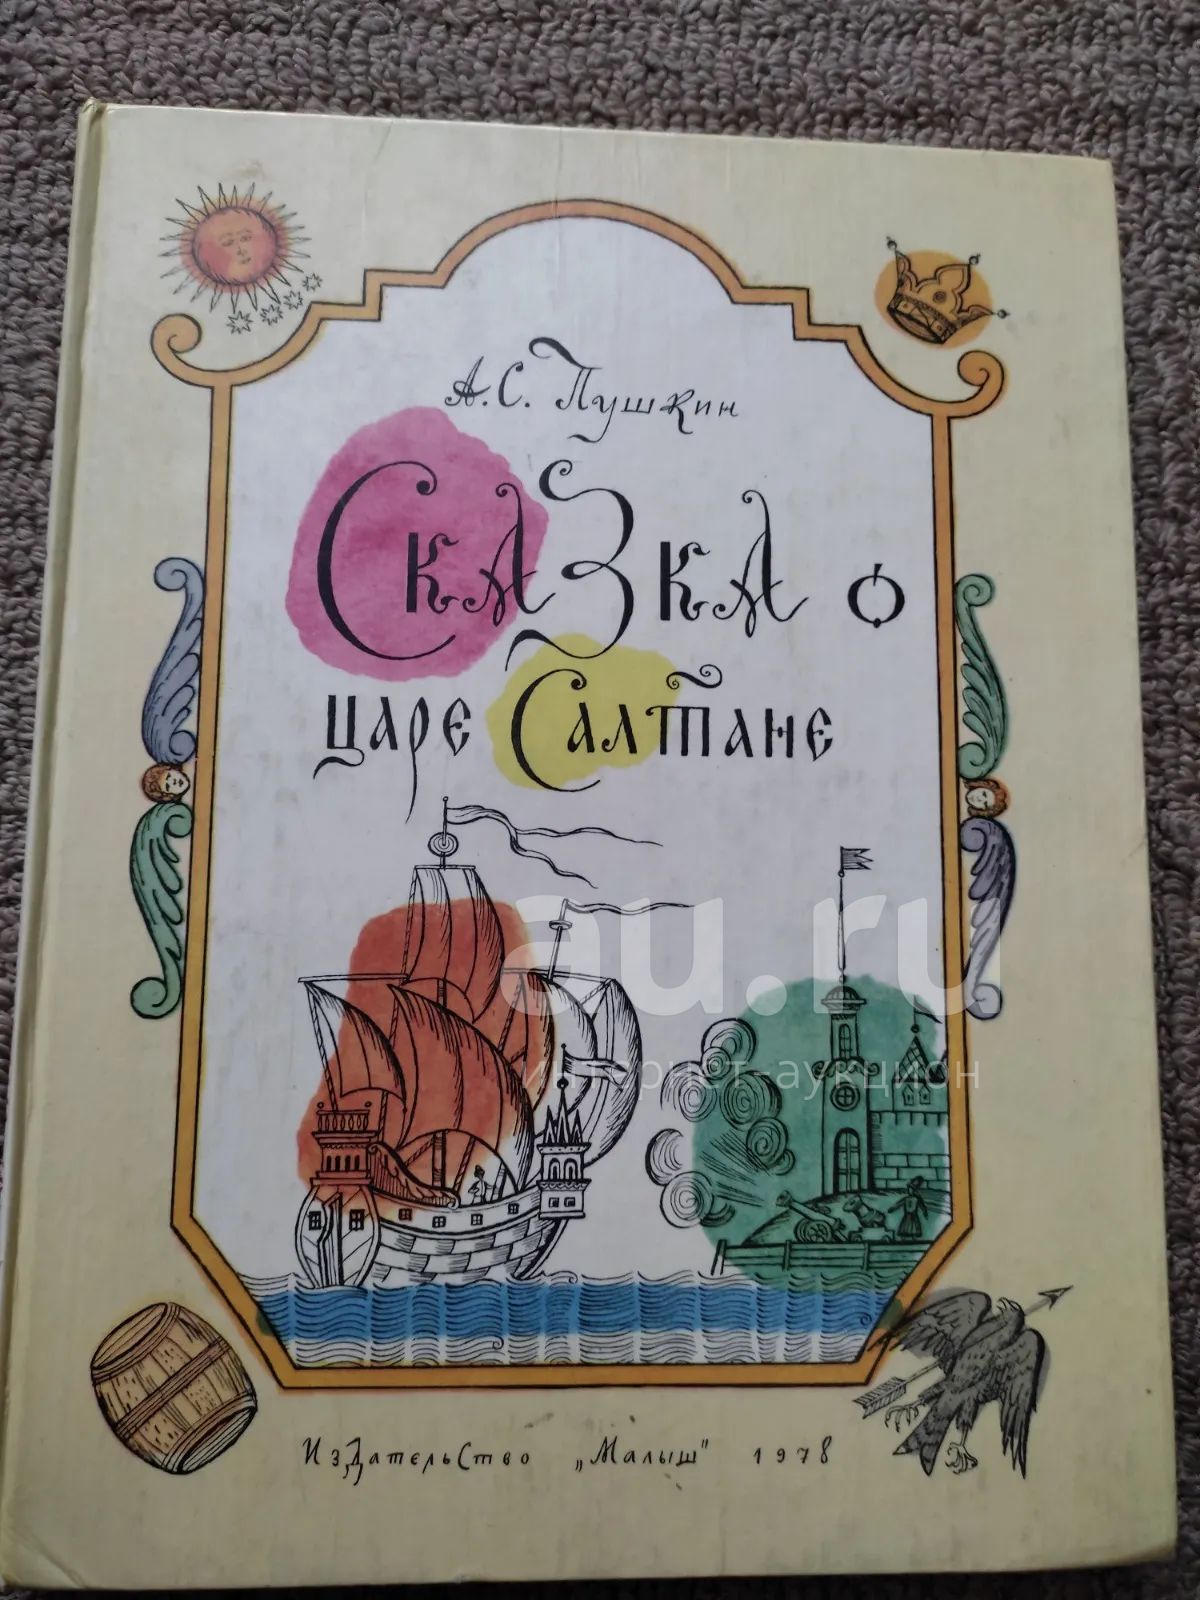 А.С. Пушкин
Сказка о
царе Салтане
au.ru
интернет-аукцион
Издательство „Малыш" 1978